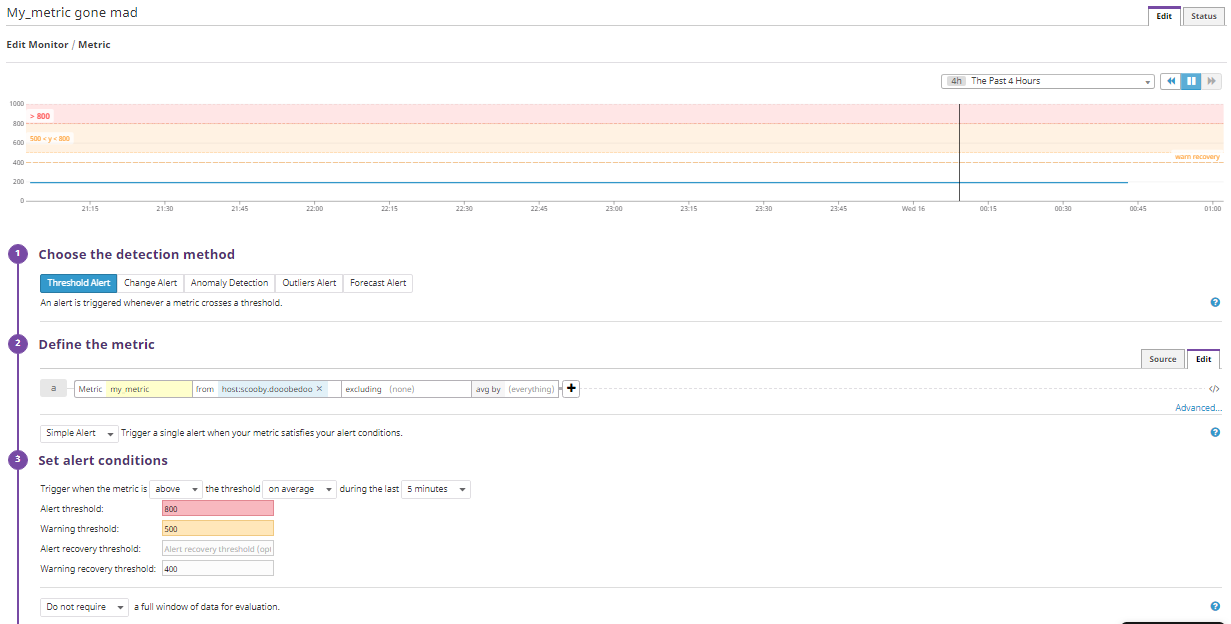 My_metric gone mad
Edit Status
Edit Monitor / Metric
4h The Past 4 Hours
1000
> 800
800
500 < y < 800
600
warn recovery
400
200
0
21:15 21:30 21:45 22:00 22:15 22:30 22:45 23:00 23:15 23:30 23:45 Wed 16 00:15 00:30 00:45 01:00
1 Choose the detection method
Threshold Alert Change Alert Anomaly Detection Outliers Alert Forecast Alert
An alert is triggered whenever a metric crosses a threshold.
?
2 Define the metric
Source Edit
a Metric my_metric from host:scooby.dooobedoo × excluding (none) avg by (everything) + </>
Advanced...
Simple Alert Trigger a single alert when your metric satisfies your alert conditions.
?
3 Set alert conditions
Trigger when the metric is above the threshold on average during the last 5 minutes
Alert threshold: 800
Warning threshold: 500
Alert recovery threshold: Alert recovery threshold (opt
Warning recovery threshold: 400
Do not require a full window of data for evaluation.
?